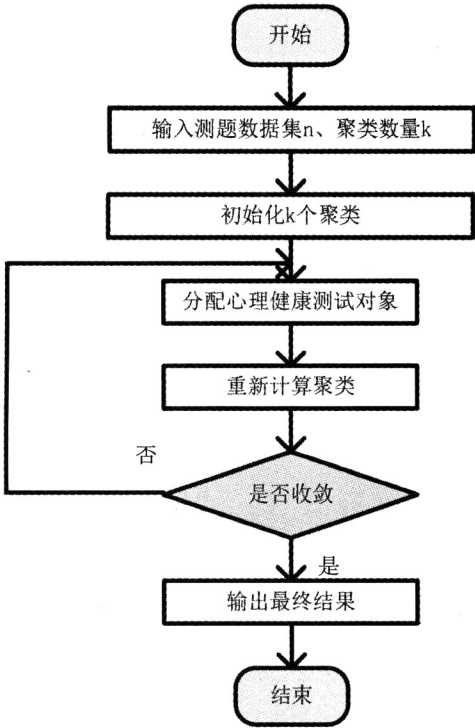 开始
输入测题数据集n、聚类数量k
初始化k个聚类
分配心理健康测试对象
重新计算聚类
否
是否收敛
是
输出最终结果
结束